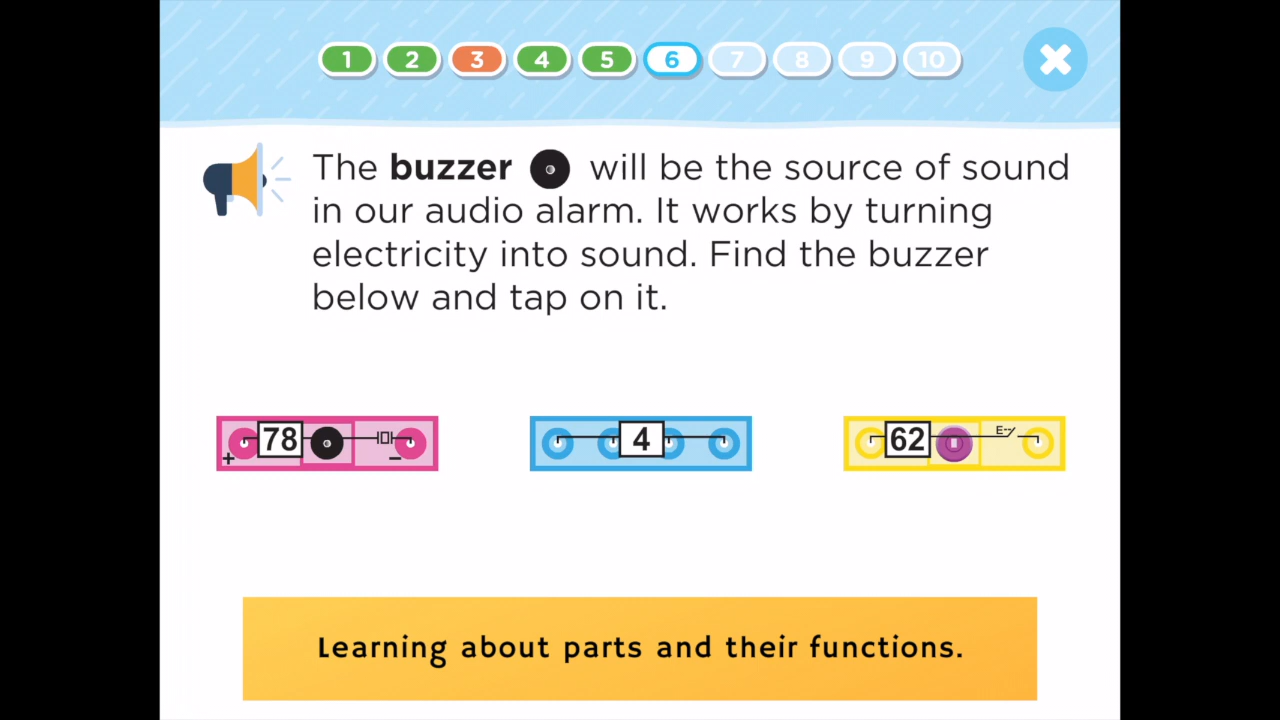 1 2 3 4 5 6 7 8 9 10
The buzzer will be the source of sound
in our audio alarm. It works by turning
electricity into sound. Find the buzzer
below and tap on it.
78 + −
4
62 E
Learning about parts and their functions.